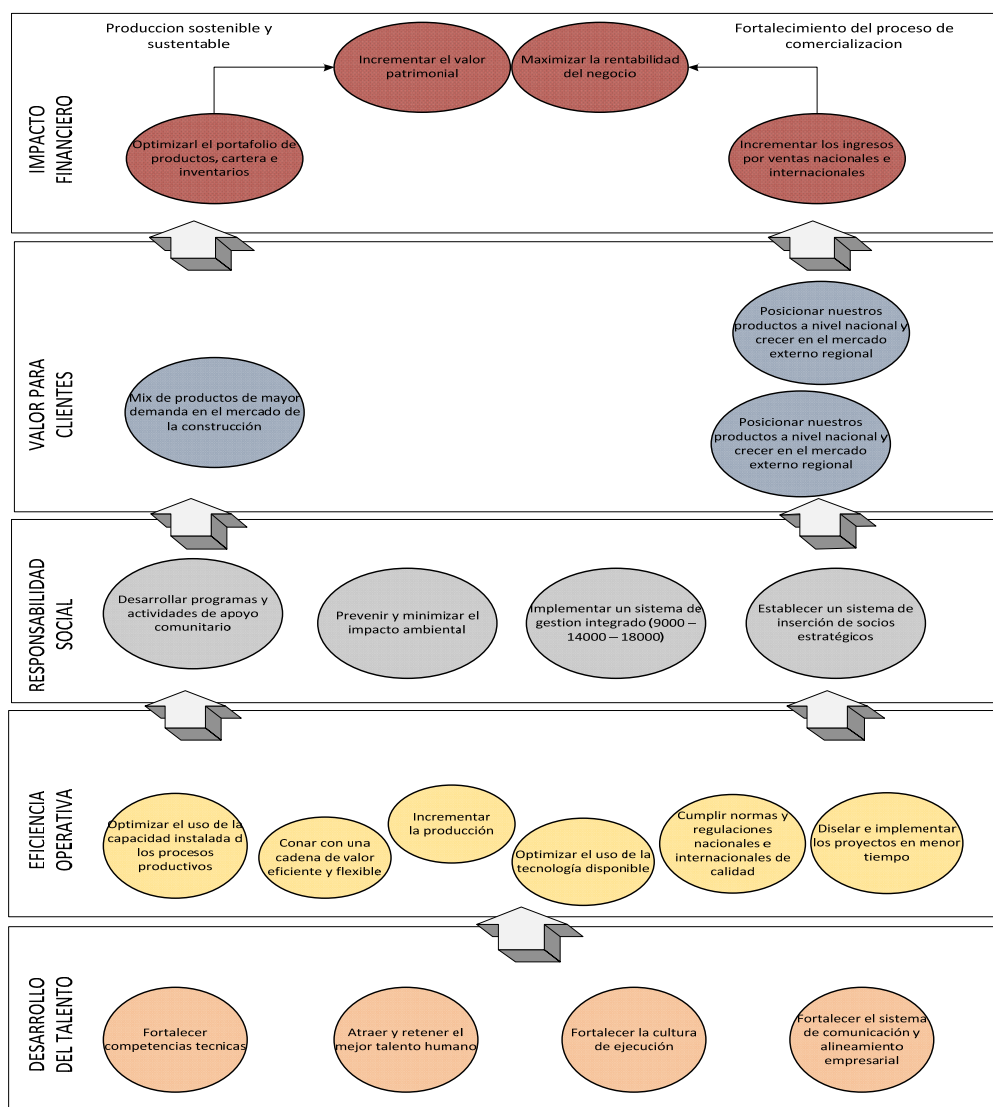 Produccion sostenible y
sustentable
Fortalecimiento del proceso de
comercializacion
IMPACTO
FINANCIERO
Incrementar el valor
patrimonial
Maximizar la rentabilidad
del negocio
Optimizarl el portafolio de
productos, cartera e
inventarios
Incrementar los ingresos
por ventas nacionales e
internacionales
VALOR PARA
CLIENTES
Mix de productos de mayor
demanda en el mercado de
la construcción
Posicionar nuestros
productos a nivel nacional y
crecer en el mercado
externo regional
Posicionar nuestros
productos a nivel nacional y
crecer en el mercado
externo regional
RESPONSABILIDAD
SOCIAL
Desarrollar programas y
actividades de apoyo
comunitario
Prevenir y minimizar el
impacto ambiental
Implementar un sistema de
gestion integrado (9000 –
14000 – 18000)
Establecer un sistema de
inserción de socios
estratégicos
EFICIENCIA
OPERATIVA
Optimizar el uso de la
capacidad instalada d
los procesos
productivos
Conar con una
cadena de valor
eficiente y flexible
Incrementar
la producción
Optimizar el uso de la
tecnología disponible
Cumplir normas y
regulaciones
nacionales e
internacionales de
calidad
Diselar e implementar
los proyectos en menor
tiempo
DESARROLLO
DEL TALENTO
Fortalecer
competencias tecnicas
Atraer y retener el
mejor talento humano
Fortalecer la cultura
de ejecución
Fortalecer el sistema
de comunicación y
alineamiento
empresarial